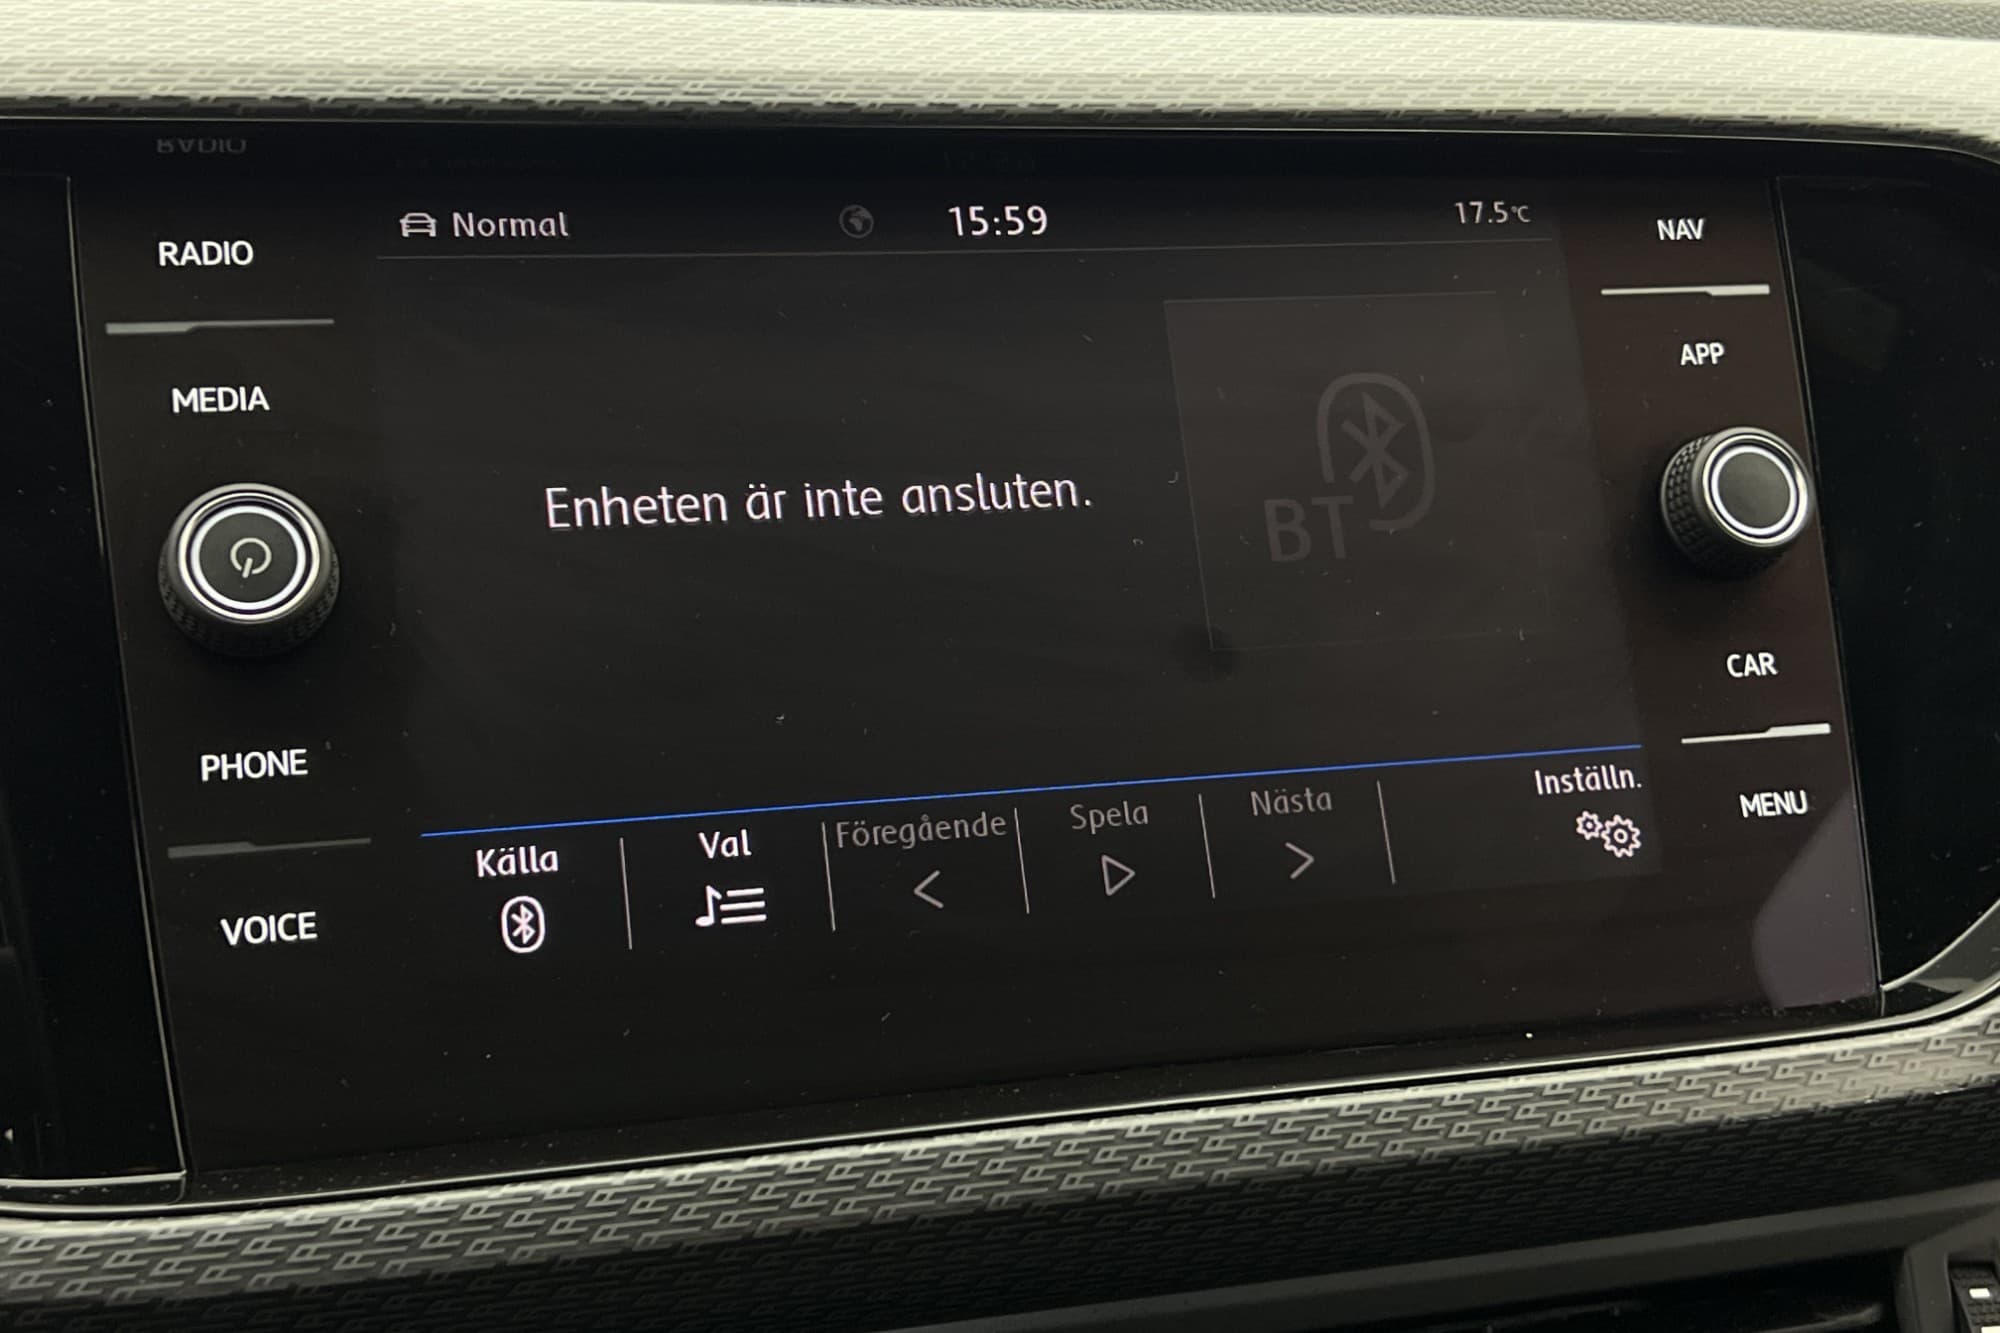 RADIO
MEDIA
PHONE
VOICE
Normal
15:59
17.5°C
Enheten är inte ansluten.
BT
Källa
Val
Föregående
Spela
Nästa
Inställn.
NAV
APP
CAR
MENU